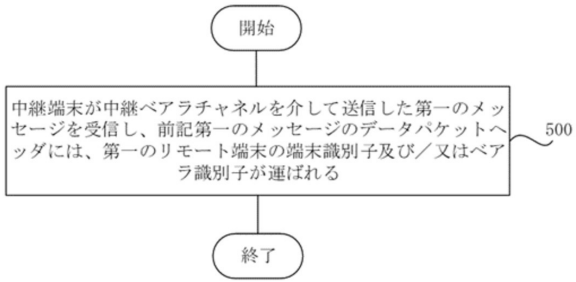 開始
中継端末が中継ベアラチャネルを介して送信した第一のメッ
セージを受信し、前記第一のメッセージのデータパケットヘ
ッダには、第一のリモート端末の端末識別子及び／又はベア
ラ識別子が運ばれる
500
終了